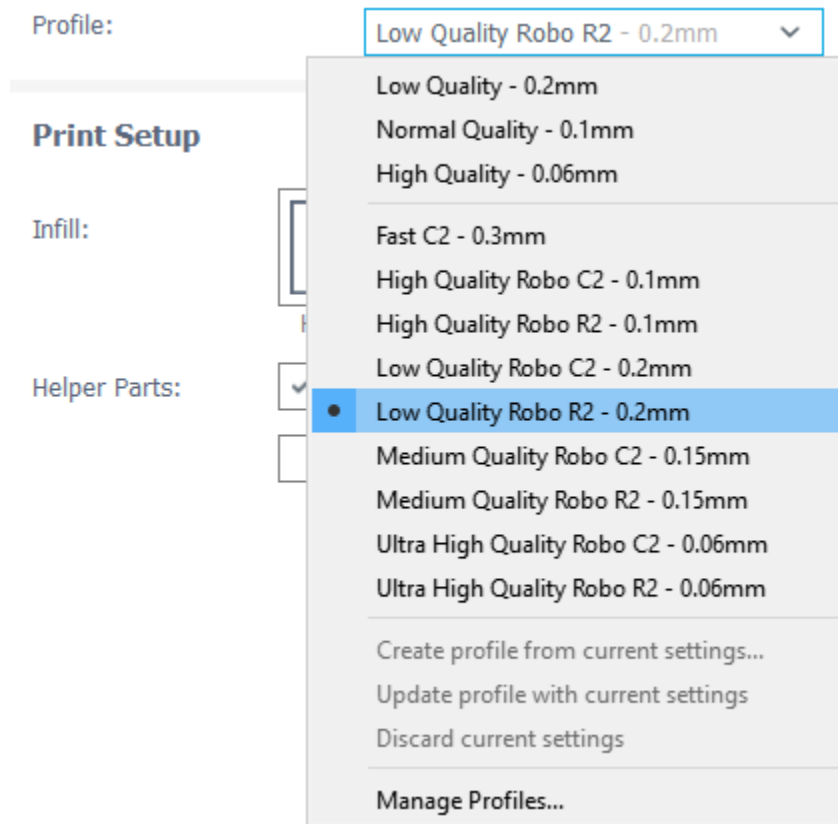 Profile:
Low Quality Robo R2 - 0.2mm
Low Quality - 0.2mm
Normal Quality - 0.1mm
High Quality - 0.06mm
Print Setup
Infill:
Fast C2 - 0.3mm
High Quality Robo C2 - 0.1mm
High Quality Robo R2 - 0.1mm
Helper Parts:
Low Quality Robo C2 - 0.2mm
Low Quality Robo R2 - 0.2mm
Medium Quality Robo C2 - 0.15mm
Medium Quality Robo R2 - 0.15mm
Ultra High Quality Robo C2 - 0.06mm
Ultra High Quality Robo R2 - 0.06mm
Create profile from current settings...
Update profile with current settings
Discard current settings
Manage Profiles...